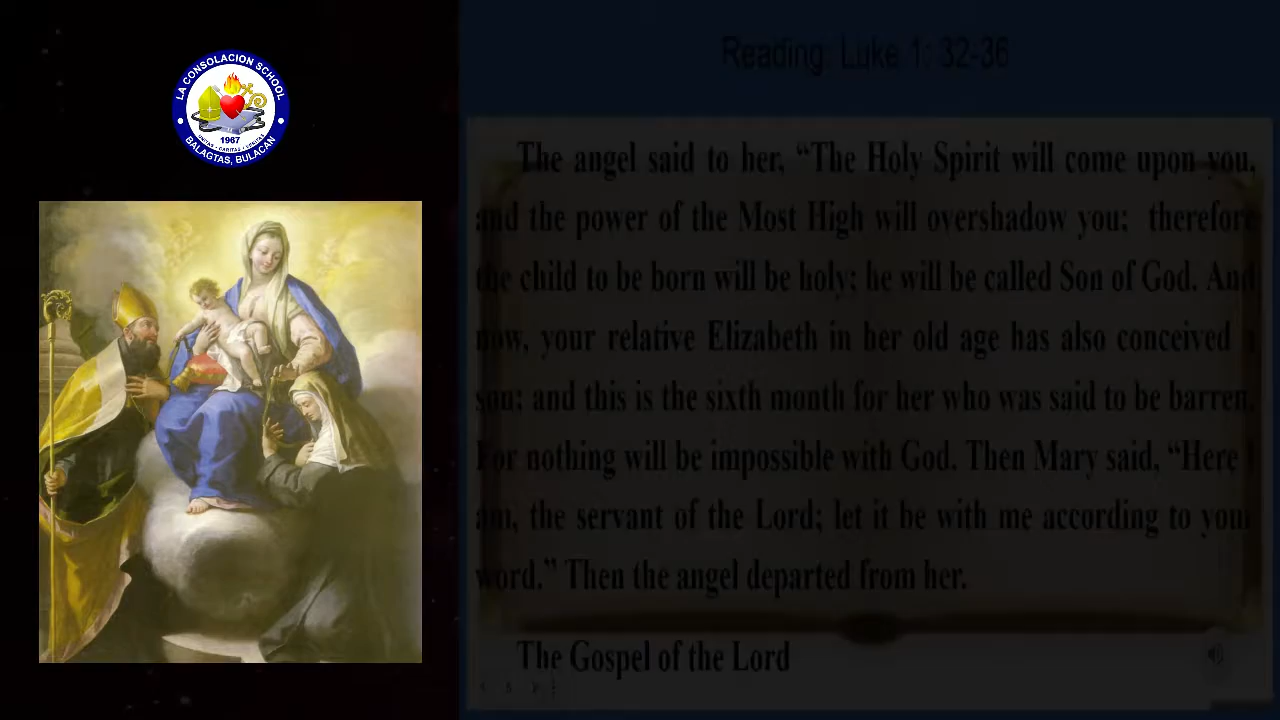 LA CONSOLACION SCHOOL
1967
UNITAS • CARITAS • VERITAS
BALAGTAS, BULACAN
Reading: Luke 1: 32-36
The angel said to her, “The Holy Spirit will come upon you,
and the power of the Most High will overshadow you; therefore
the child to be born will be holy; he will be called Son of God. And
now, your relative Elizabeth in her old age has also conceived a
son; and this is the sixth month for her who was said to be barren.
For nothing will be impossible with God. Then Mary said, “Here I
am, the servant of the Lord; let it be with me according to your
word.” Then the angel departed from her.
The Gospel of the Lord